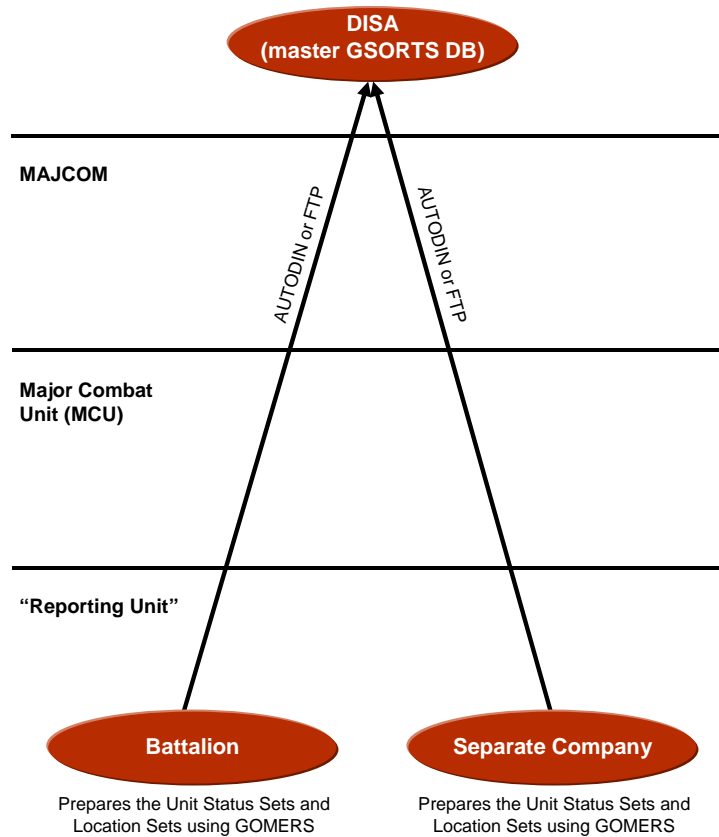 DISA
(master GSORTS DB)
MAJCOM
AUTODIN or FTP
AUTODIN or FTP
Major Combat
Unit (MCU)
“Reporting Unit”
Battalion
Separate Company
Prepares the Unit Status Sets and
Location Sets using GOMERS
Prepares the Unit Status Sets and
Location Sets using GOMERS